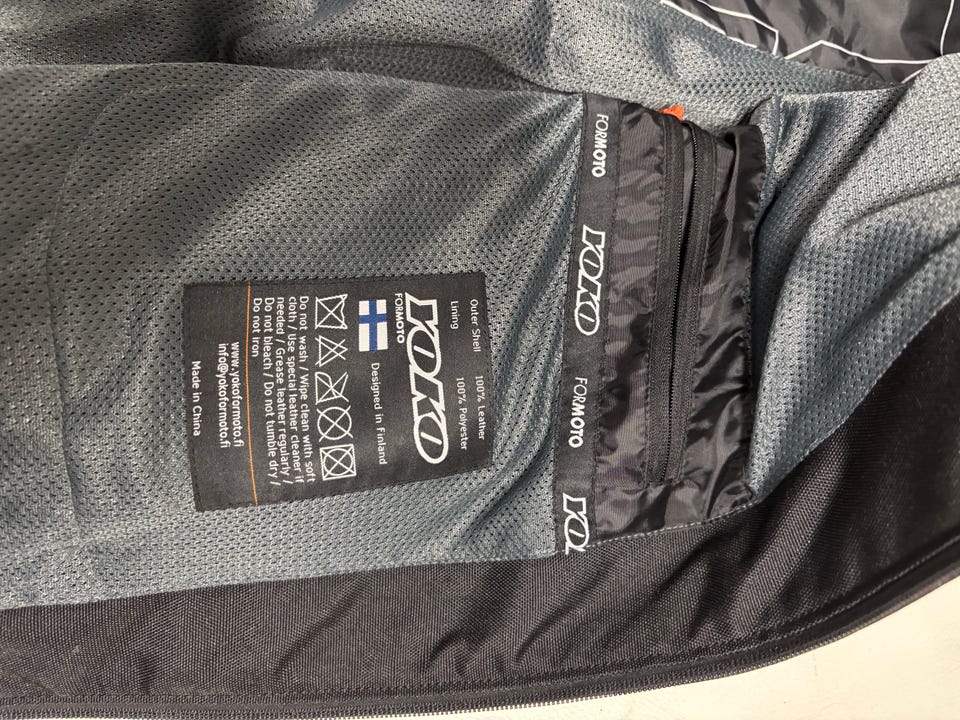 FORMOTO
YOKO
FORMOTO
YOK
Outer Shell 100% Leather
Lining 100% Polyester
YOKO
FORMOTO
Designed in Finland
Do not wash / Wipe clean with soft
cloth / Use special leather cleaner if
needed / Grease leather regularly /
Do not bleach / Do not tumble dry /
Do not iron
www.yokoformoto.fi
info@yokoformoto.fi
Made in China